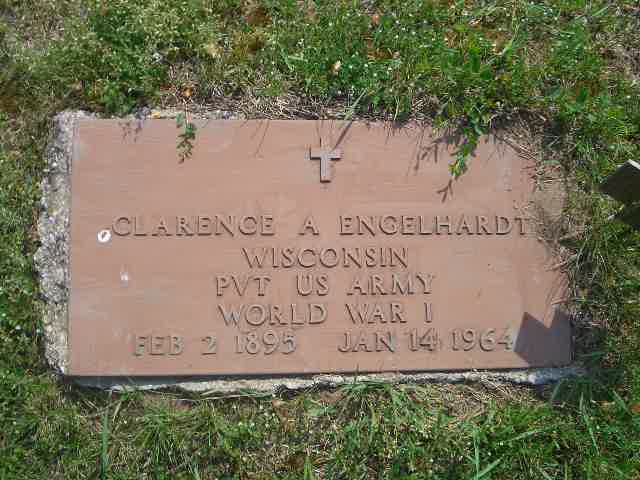 CLARENCE A ENGELHARDT
WISCONSIN
PVT US ARMY
WORLD WAR I
FEB 2 1895 JAN 14 1964